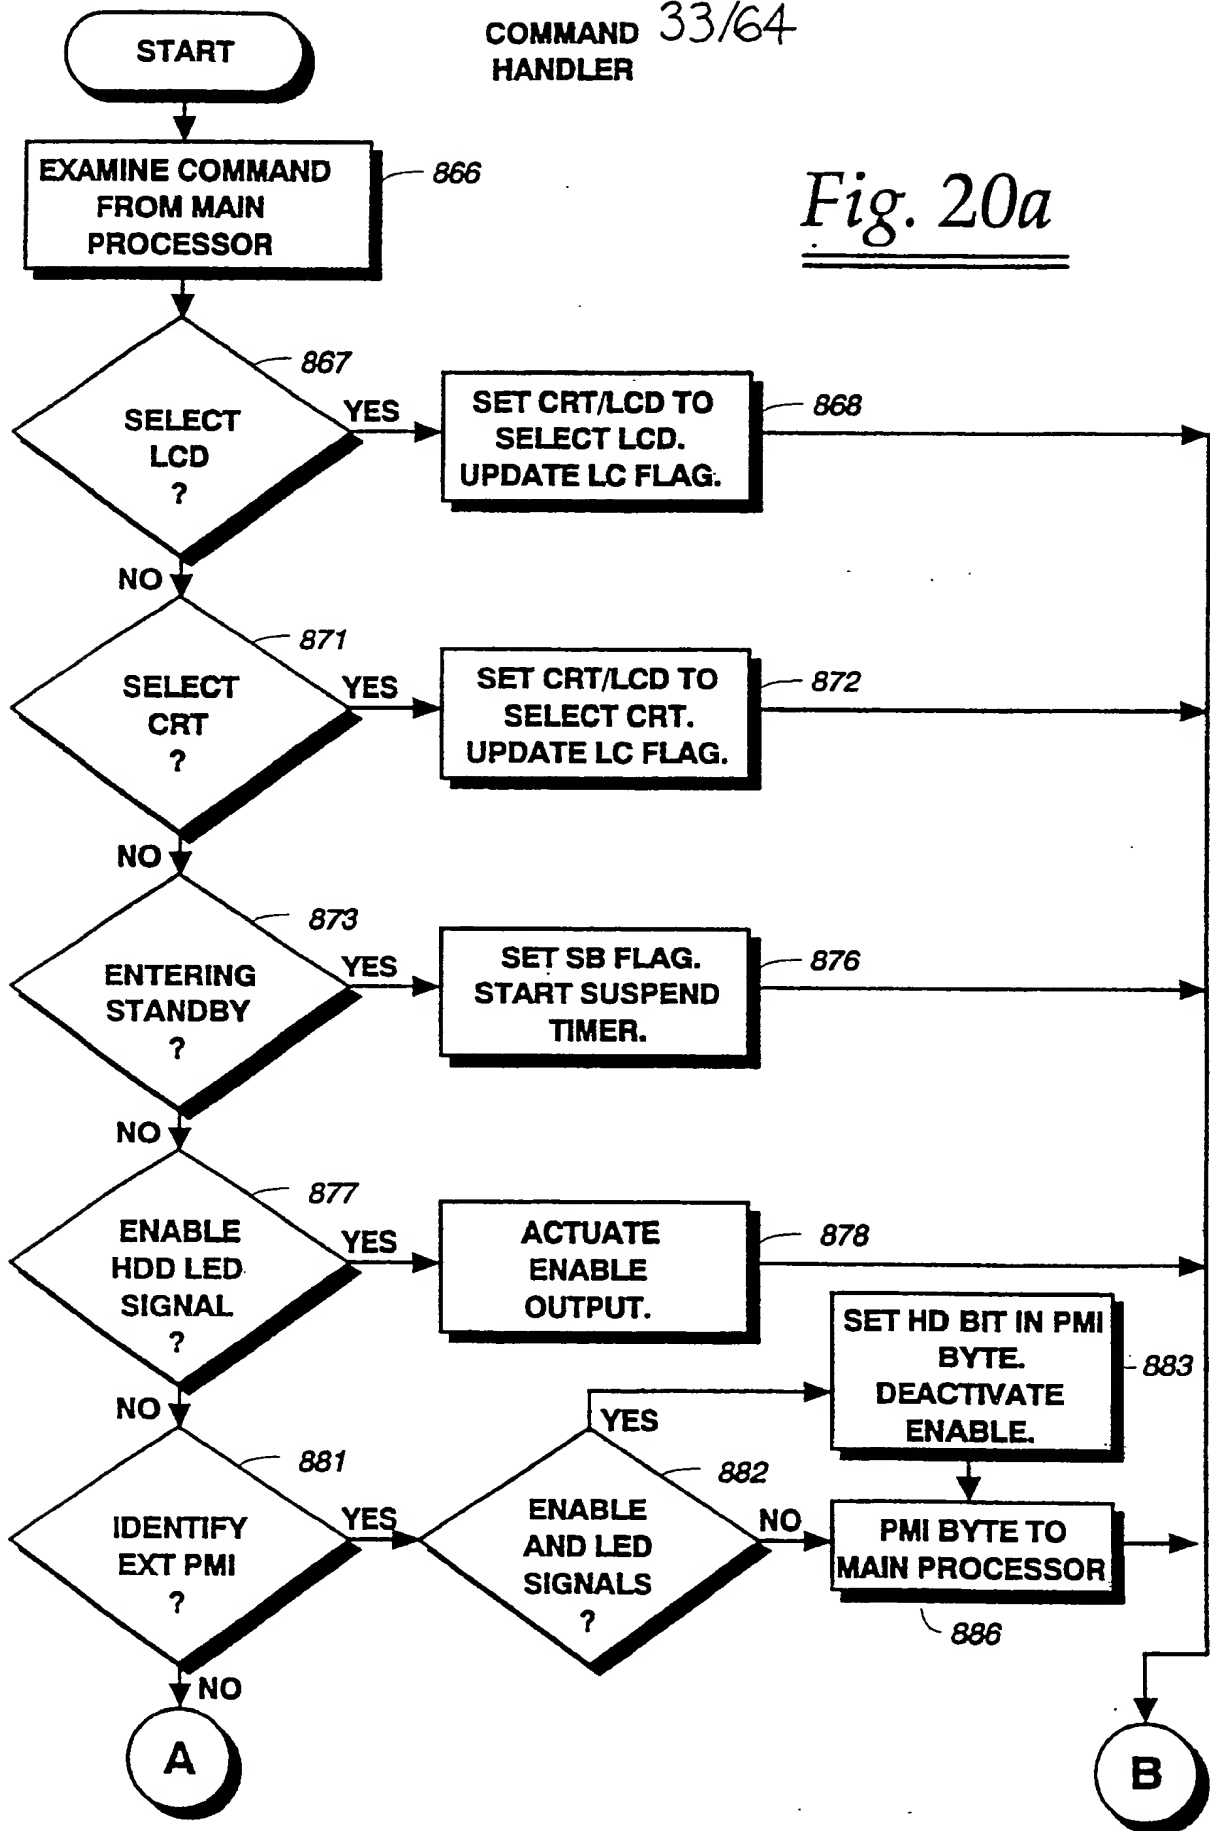 COMMAND 33/64
HANDLER
START
EXAMINE COMMAND
FROM MAIN
PROCESSOR
866
Fig. 20a
867
SELECT
LCD
?
YES
SET CRT/LCD TO
SELECT LCD.
UPDATE LC FLAG.
868
NO
871
SELECT
CRT
?
YES
SET CRT/LCD TO
SELECT CRT.
UPDATE LC FLAG.
872
NO
873
ENTERING
STANDBY
?
YES
SET SB FLAG.
START SUSPEND
TIMER.
876
NO
877
ENABLE
HDD LED
SIGNAL
?
YES
ACTUATE
ENABLE
OUTPUT.
878
NO
881
IDENTIFY
EXT PMI
?
YES
882
ENABLE
AND LED
SIGNALS
?
YES
SET HD BIT IN PMI
BYTE.
DEACTIVATE
ENABLE.
883
NO
PMI BYTE TO
MAIN PROCESSOR
886
NO
A
B